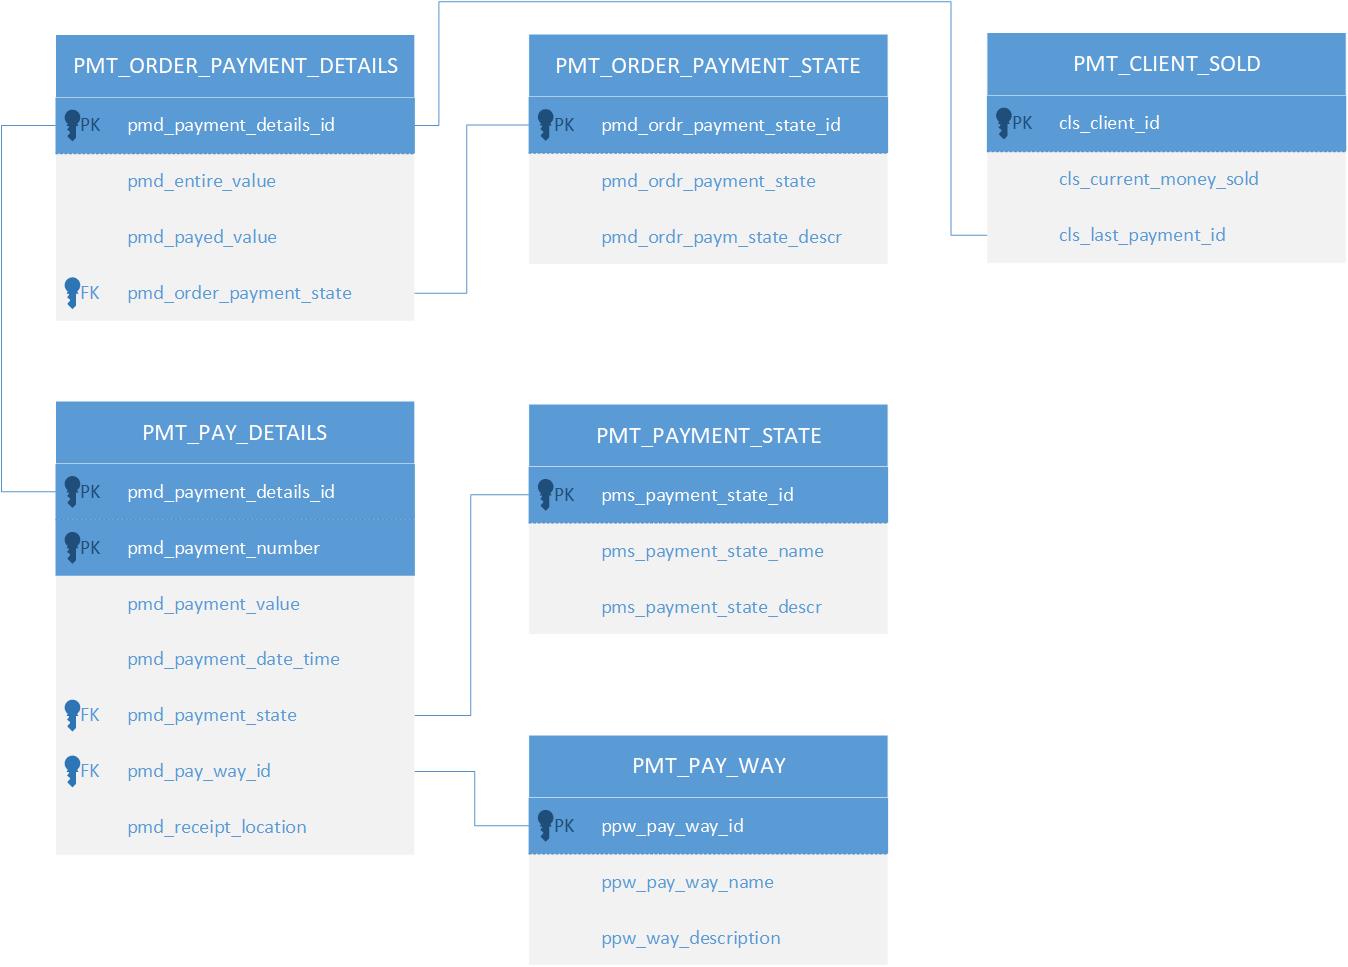 PMT_ORDER_PAYMENT_DETAILS
PK pmd_payment_details_id
pmd_entire_value
pmd_payed_value
FK pmd_order_payment_state
PMT_ORDER_PAYMENT_STATE
PK pmd_ordr_payment_state_id
pmd_ordr_payment_state
pmd_ordr_paym_state_descr
PMT_CLIENT_SOLD
PK cls_client_id
cls_current_money_sold
cls_last_payment_id
PMT_PAY_DETAILS
PK pmd_payment_details_id
PK pmd_payment_number
pmd_payment_value
pmd_payment_date_time
FK pmd_payment_state
FK pmd_pay_way_id
pmd_receipt_location
PMT_PAYMENT_STATE
PK pms_payment_state_id
pms_payment_state_name
pms_payment_state_descr
PMT_PAY_WAY
PK ppw_pay_way_id
ppw_pay_way_name
ppw_way_description